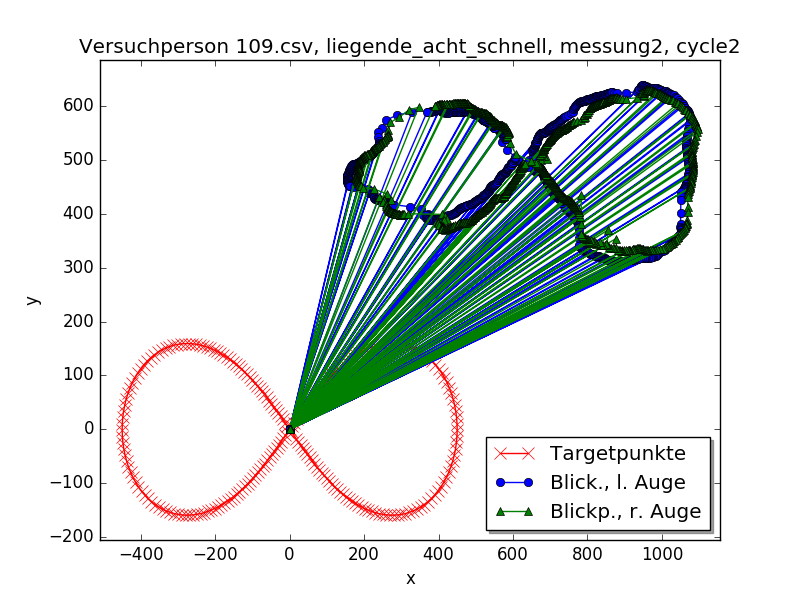 Versuchperson 109.csv, liegende_acht_schnell, messung2, cycle2
y
600
500
400
300
200
100
0
−100
−200
−400
−200
0
200
400
600
800
1000
x
Targetpunkte
Blick., l. Auge
Blickp., r. Auge